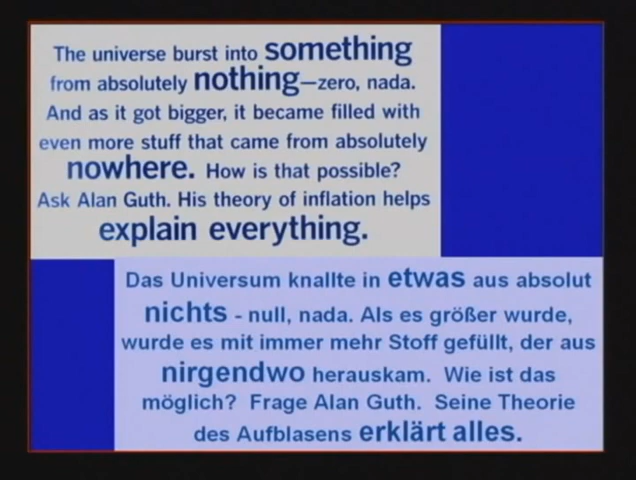 The universe burst into something
from absolutely nothing—zero, nada.
And as it got bigger, it became filled with
even more stuff that came from absolutely
nowhere. How is that possible?
Ask Alan Guth. His theory of inflation helps
explain everything.
Das Universum knallte in etwas aus absolut
nichts - null, nada. Als es größer wurde,
wurde es mit immer mehr Stoff gefüllt, der aus
nirgendwo herauskam. Wie ist das
möglich? Frage Alan Guth. Seine Theorie
des Aufblasens erklärt alles.